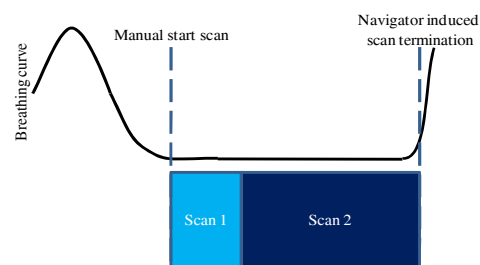 Navigator induced
scan termination
Manual start scan
Breathing curve
Scan 1
Scan 2